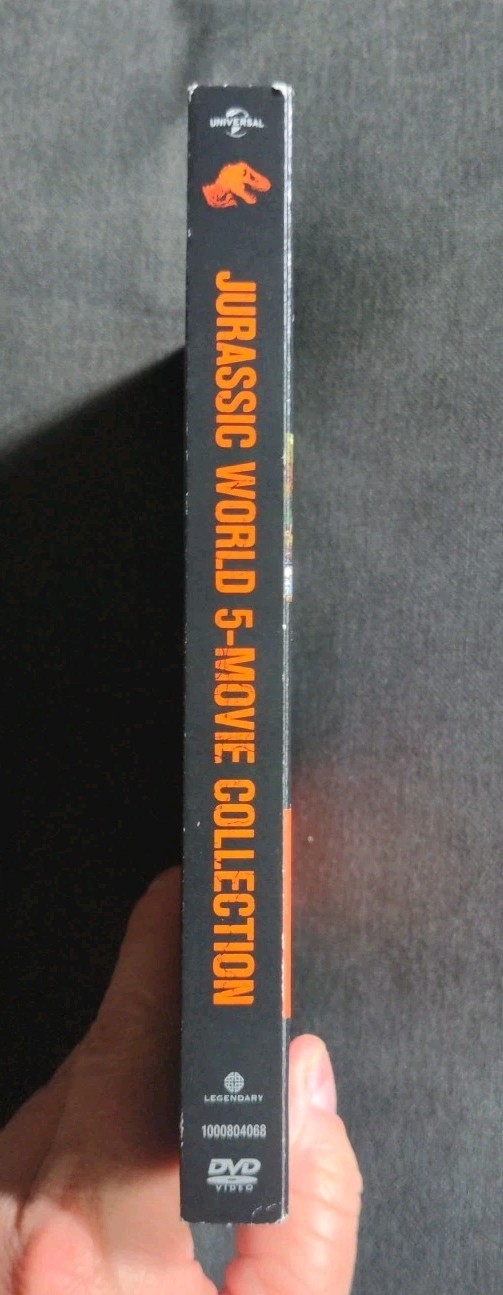 UNIVERSAL
JURASSIC WORLD 5-MOVIE COLLECTION
LEGENDARY
1000804068
DVD
VIDEO